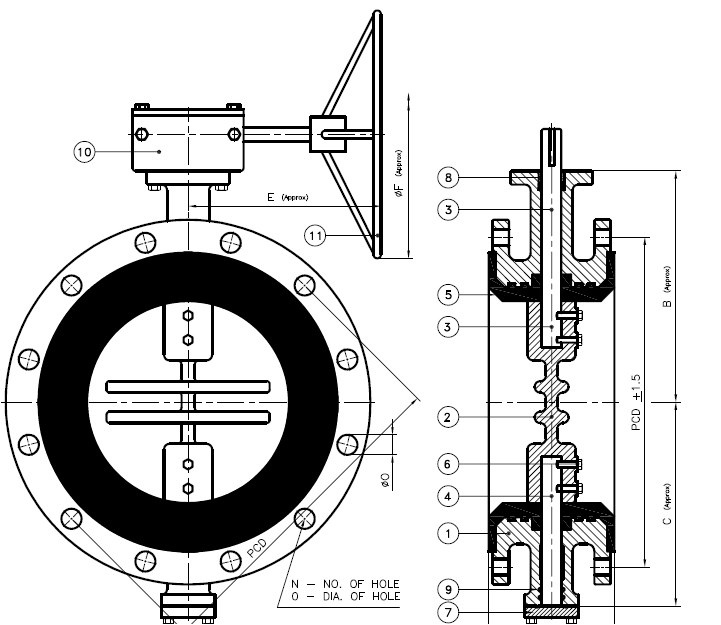 10
E (Approx)
ØF (Approx)
11
PCD
ØO
N – NO. OF HOLE
O – DIA. OF HOLE
8
3
5
3
2
6
4
1
9
7
B (Approx)
PCD ±1.5
C (Approx)